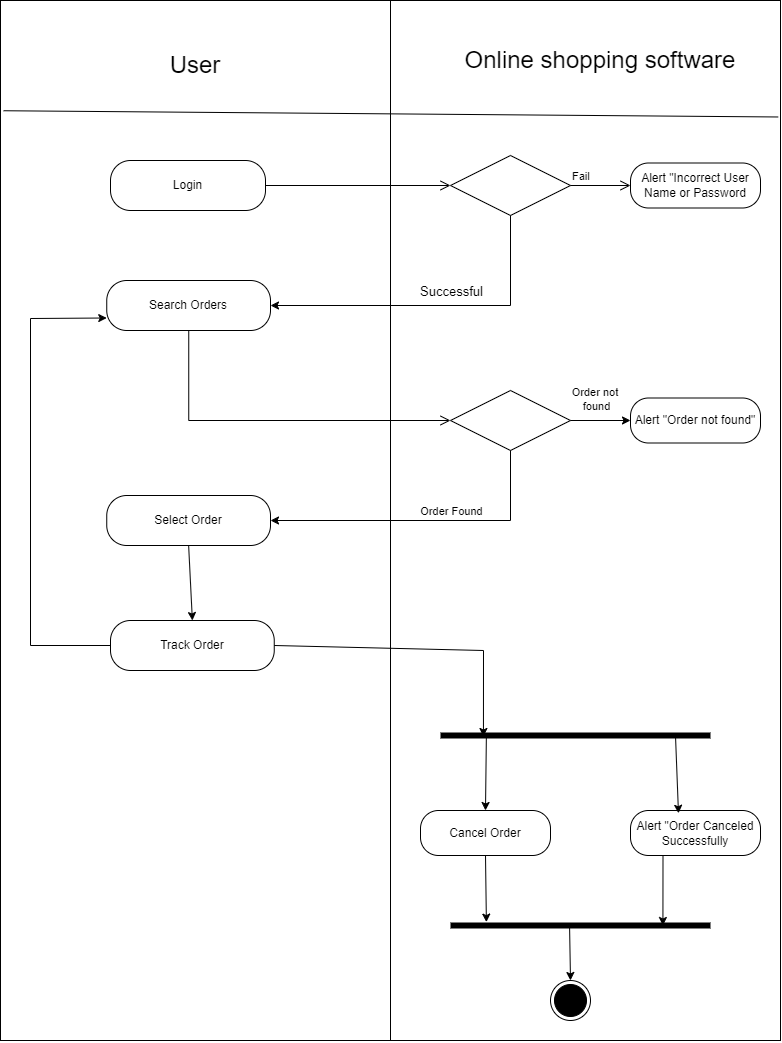 User
Online shopping software
Login
Fail
Alert "Incorrect User
Name or Password
Successful
Search Orders
Order not
found
Alert "Order not found"
Order Found
Select Order
Track Order
Cancel Order
Alert "Order Canceled
Successfully